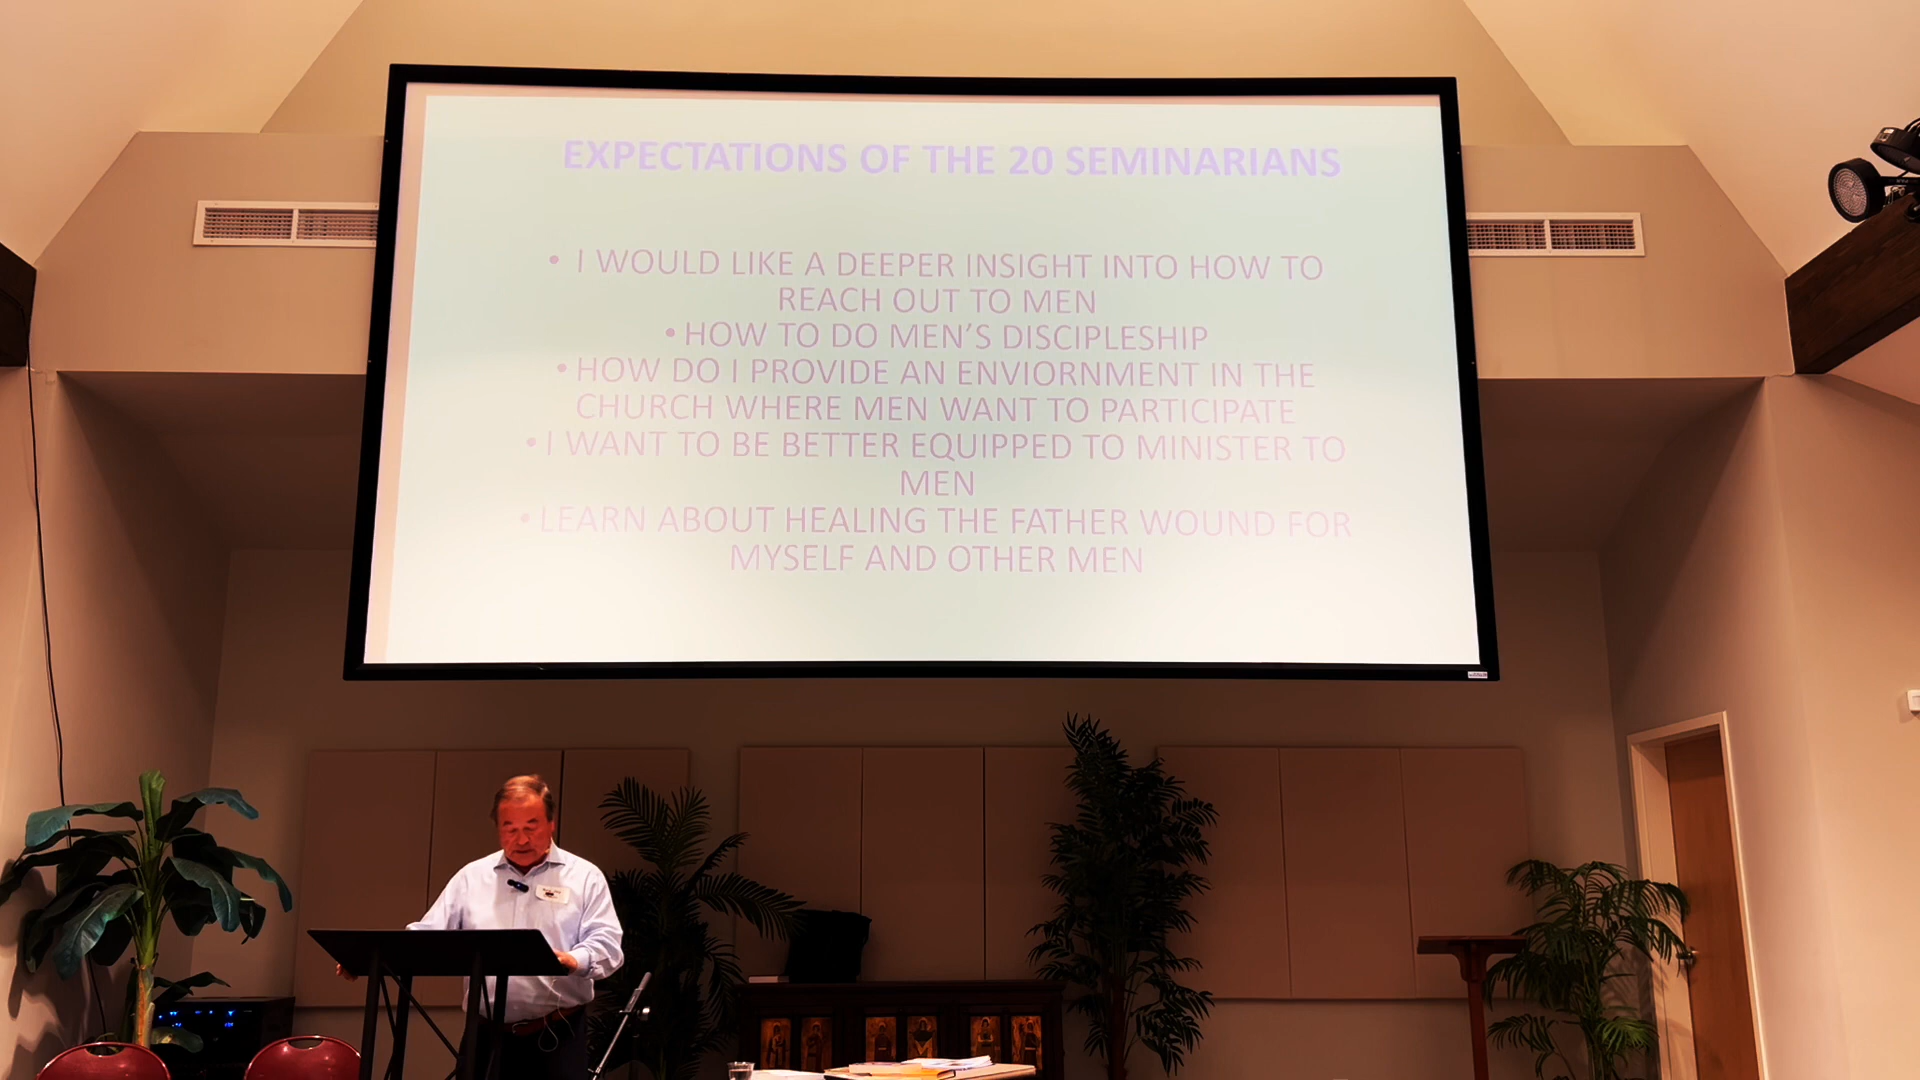 EXPECTATIONS OF THE 20 SEMINARIANS
• I WOULD LIKE A DEEPER INSIGHT INTO HOW TO
REACH OUT TO MEN
• HOW TO DO MEN'S DISCIPLESHIP
• HOW DO I PROVIDE AN ENVIORNMENT IN THE
CHURCH WHERE MEN WANT TO PARTICIPATE
• I WANT TO BE BETTER EQUIPPED TO MINISTER TO
MEN
• LEARN ABOUT HEALING THE FATHER WOUND FOR
MYSELF AND OTHER MEN